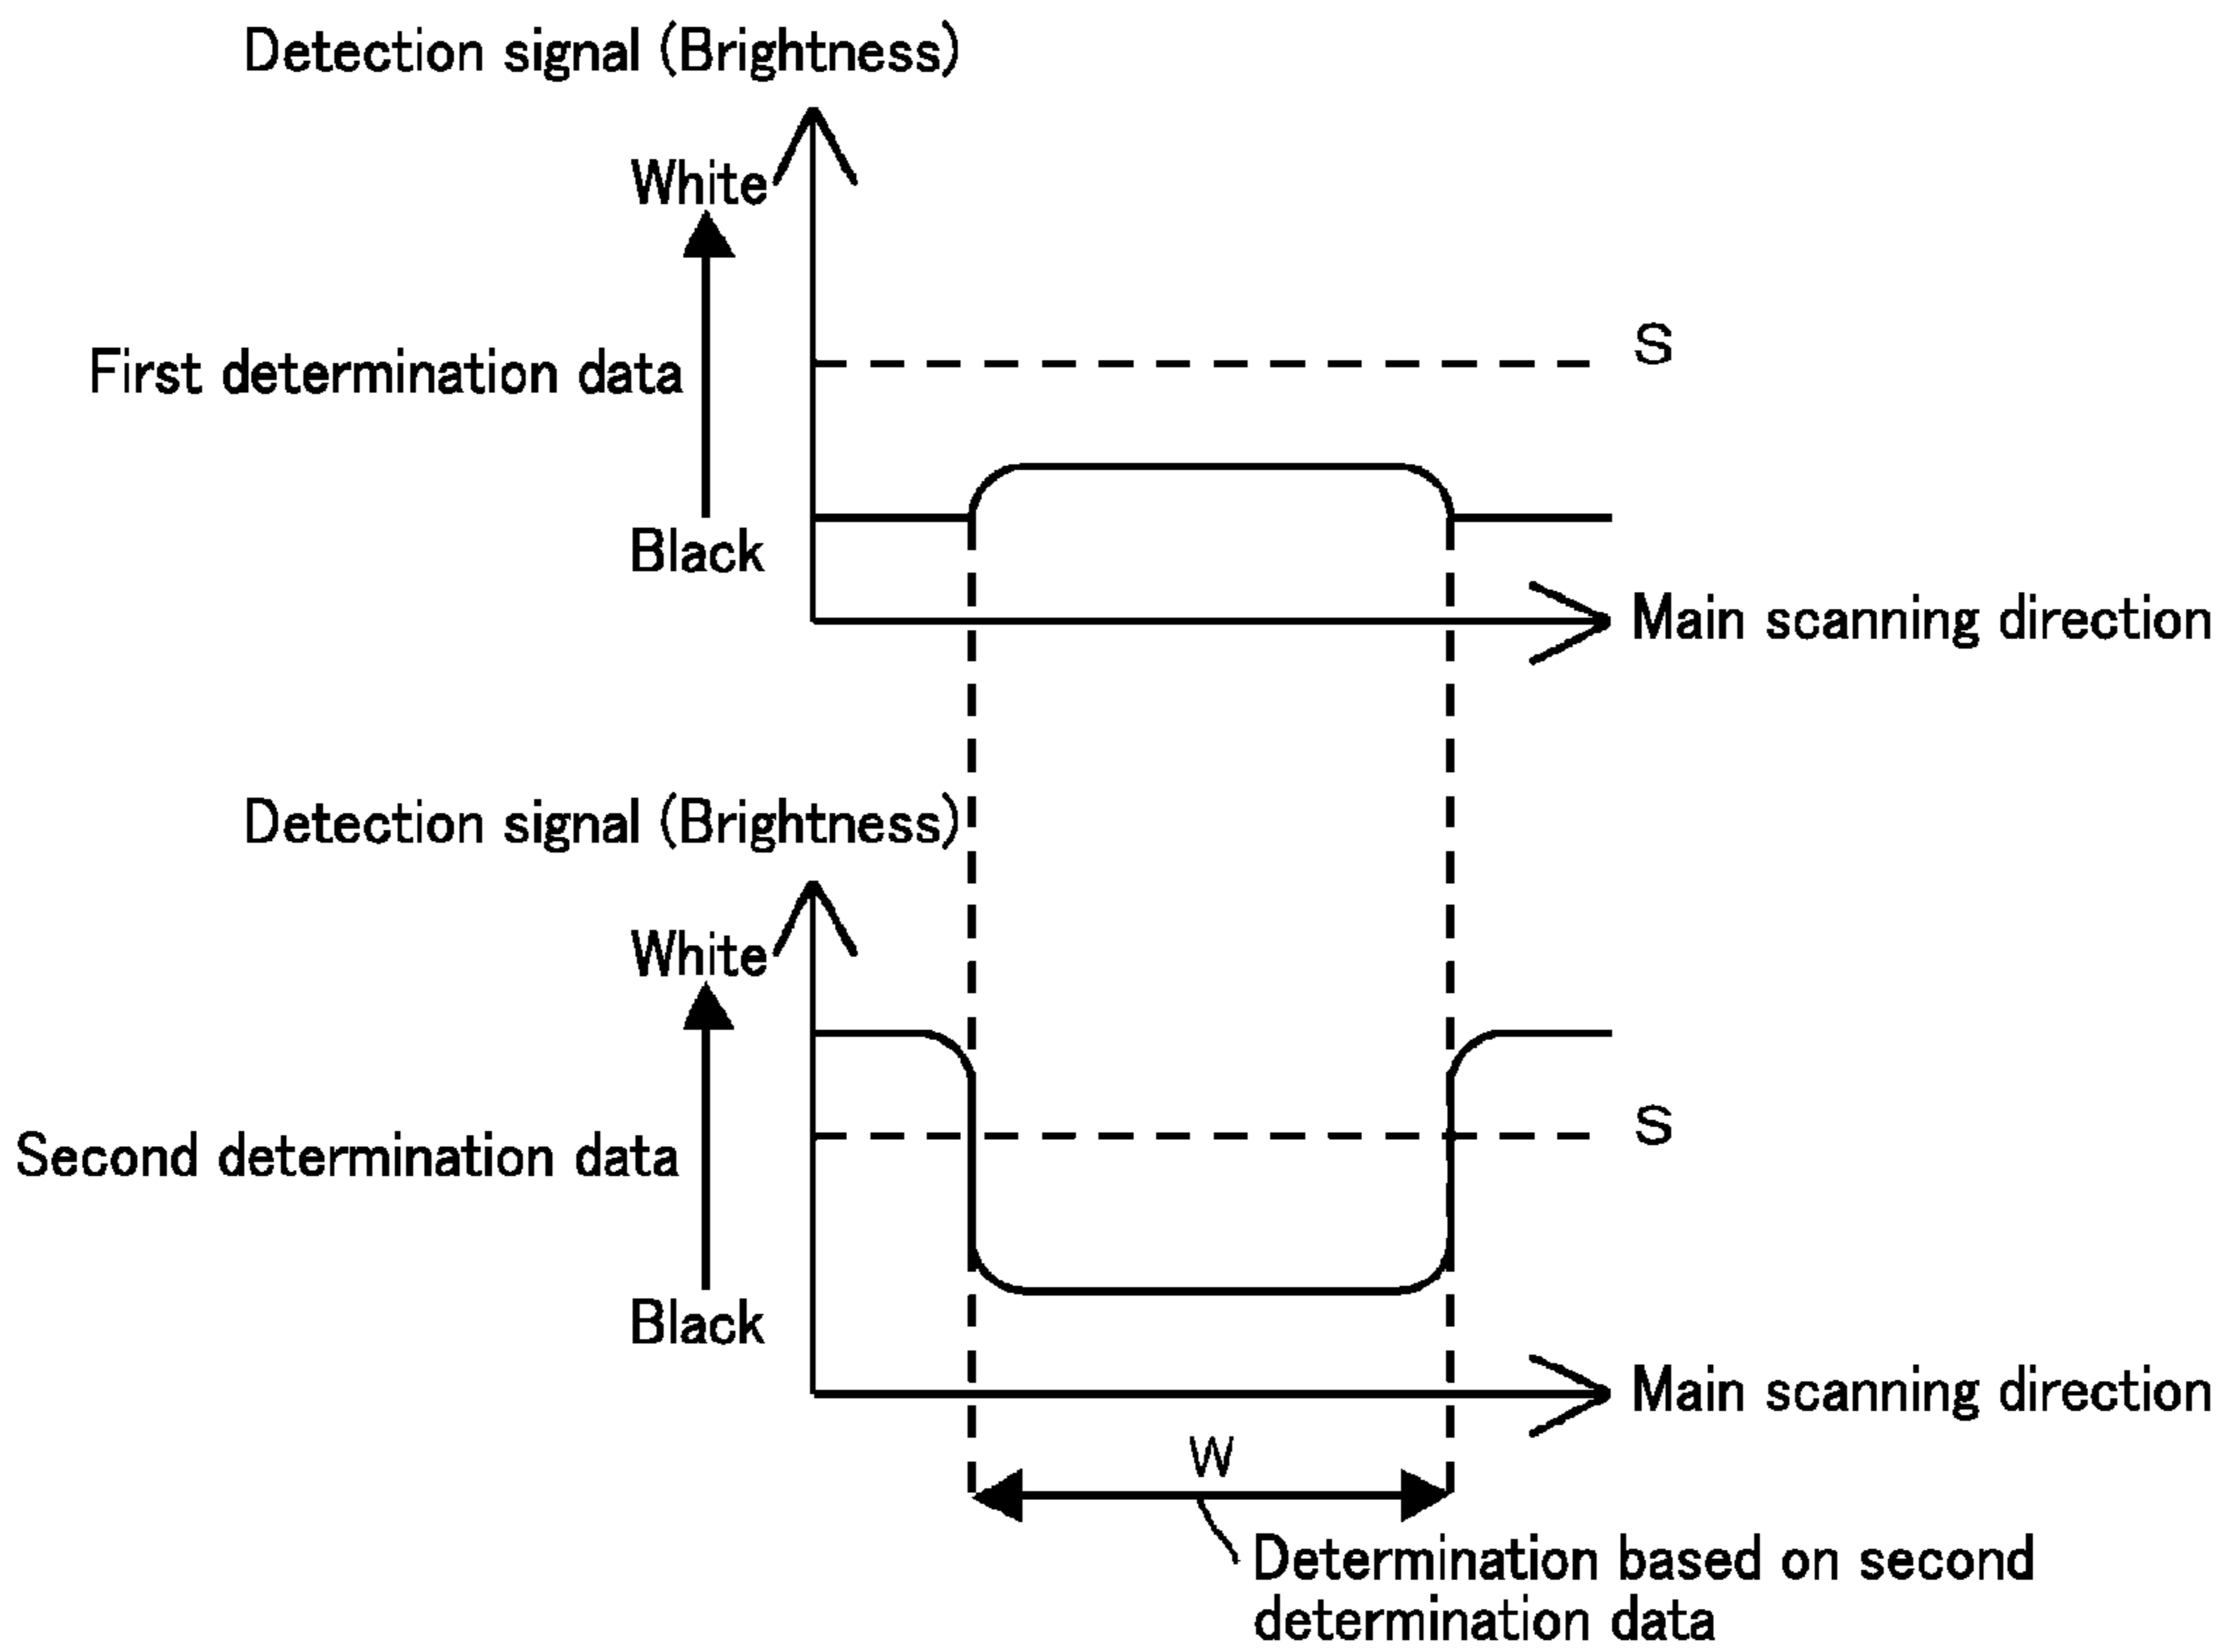 Detection signal (Brightness)
White
S
First determination data
Black
Main scanning direction
Detection signal (Brightness)
White
S
Second determination data
Black
Main scanning direction
W
Determination based on second
determination data